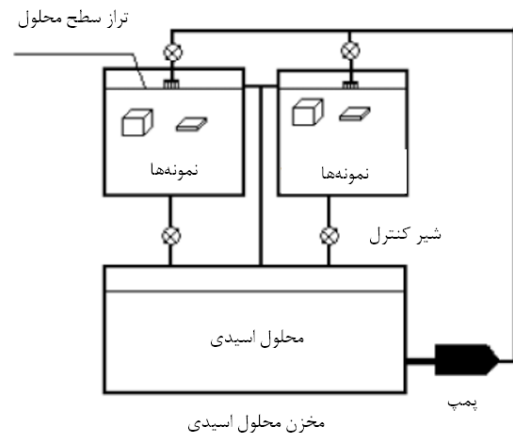 تراز سطح محلول
نمونه‌ها
نمونه‌ها
شیر کنترل
محلول اسیدی
پمپ
مخزن محلول اسیدی